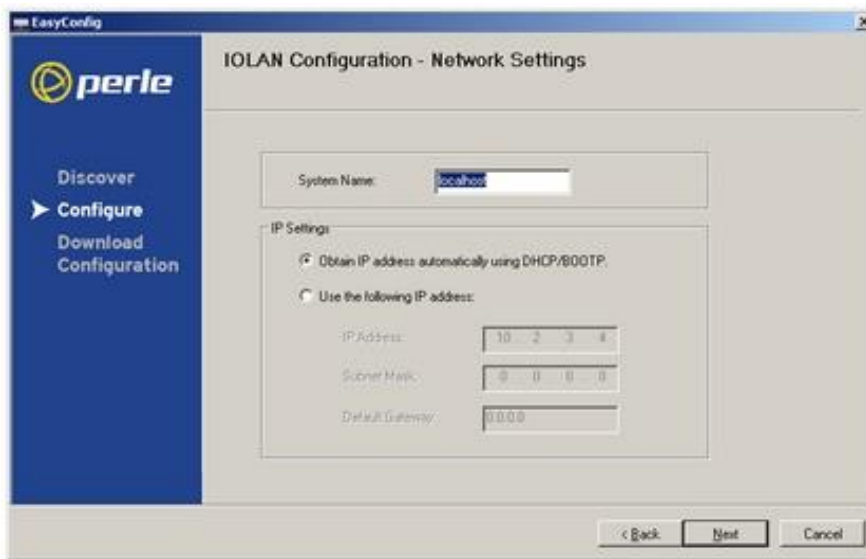 EasyConfig
perle
IOLAN Configuration - Network Settings
Discover
Configure
Download
Configuration
System Name:
localhost
IP Settings
Obtain IP address automatically using DHCP/BOOTP.
Use the following IP address:
IP Address:
10 2 3 4
Subnet Mask:
0 0 0 0
Default Gateway:
0.0.0.0
< Back
Next
Cancel